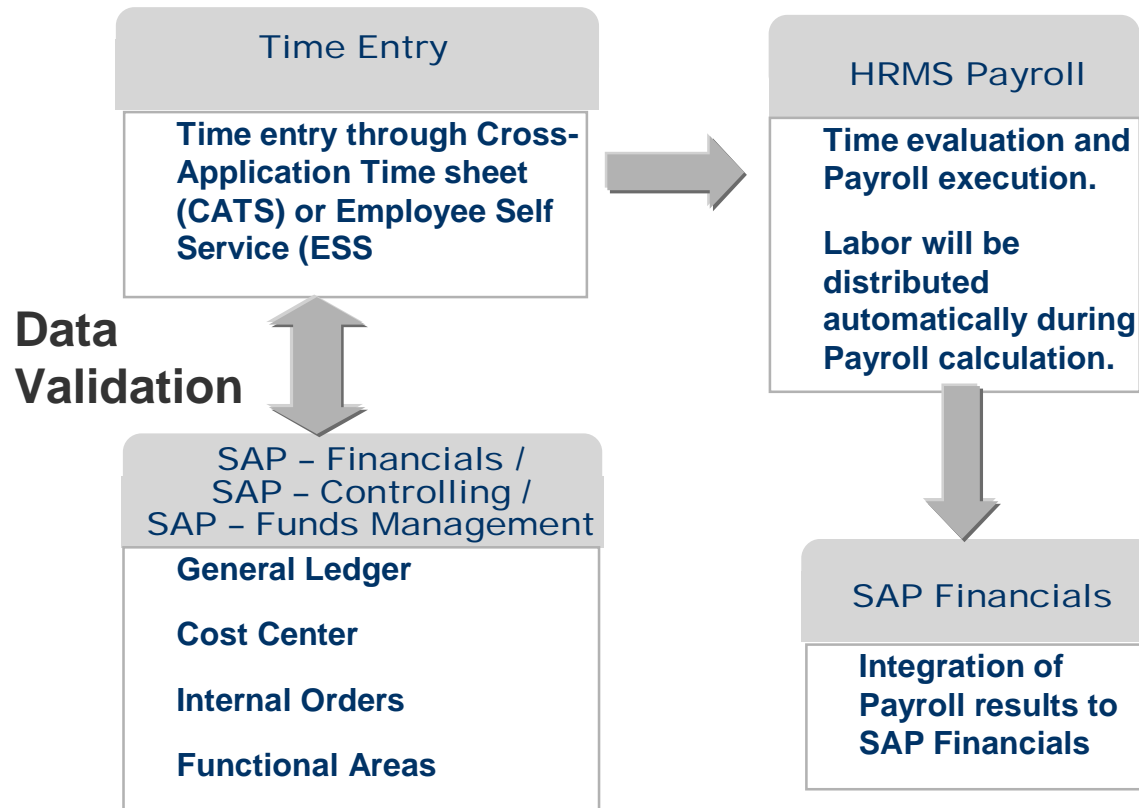 Time Entry
Time entry through Cross-
Application Time sheet
(CATS) or Employee Self
Service (ESS
HRMS Payroll
Time evaluation and
Payroll execution.
Labor will be
distributed
automatically during
Payroll calculation.
Data
Validation
SAP – Financials /
SAP – Controlling /
SAP – Funds Management
General Ledger
Cost Center
Internal Orders
Functional Areas
SAP Financials
Integration of
Payroll results to
SAP Financials